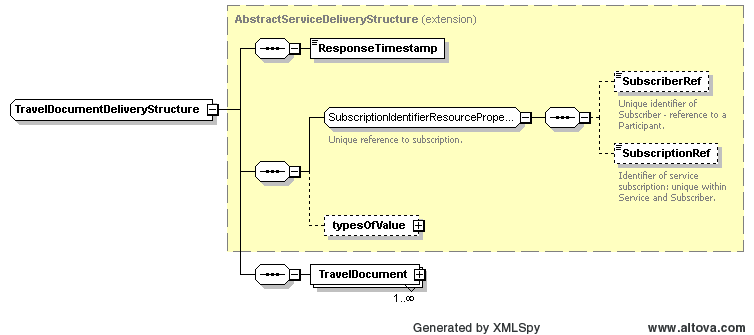 AbstractServiceDeliveryStructure (extension)
ResponseTimestamp
TravelDocumentDeliveryStructure
SubscriptionIdentifierResourcePrope...
Unique reference to subscription.
SubscriberRef
Unique identifier of
Subscriber - reference to a
Participant.
SubscriptionRef
Identifier of service
subscription: unique within
Service and Subscriber.
typesOfValue
TravelDocument
1..∞
Generated by XMLSpy
www.altova.com